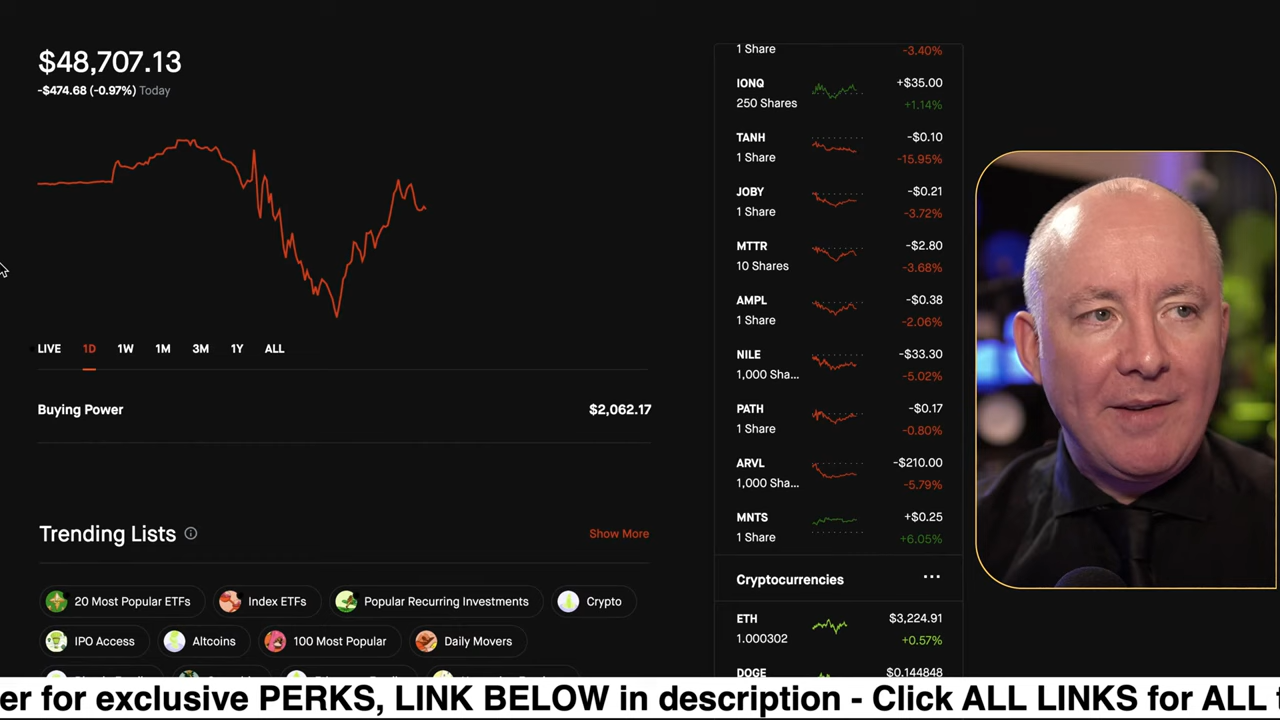 $48,707.13
-$474.68 (-0.97%) Today
LIVE 1D 1W 1M 3M 1Y ALL
Buying Power $2,062.17
Trending Lists
Show More
20 Most Popular ETFs
Index ETFs
Popular Recurring Investments
Crypto
IPO Access
Altcoins
100 Most Popular
Daily Movers
1 Share -3.40%
IONQ +$35.00
250 Shares +1.14%
TANH -$0.10
1 Share -15.95%
JOBY -$0.21
1 Share -3.72%
MTTR -$2.80
10 Shares -3.68%
AMPL -$0.38
1 Share -2.06%
NILE -$33.30
1,000 Sha... -5.02%
PATH -$0.17
1 Share -0.80%
ARVL -$210.00
1,000 Sha... -5.79%
MNTS +$0.25
1 Share +6.05%
Cryptocurrencies
ETH $3,224.91
1.000302 +0.57%
DOGE $0.144848
er for exclusive PERKS, LINK BELOW in description - Click ALL LINKS for ALL